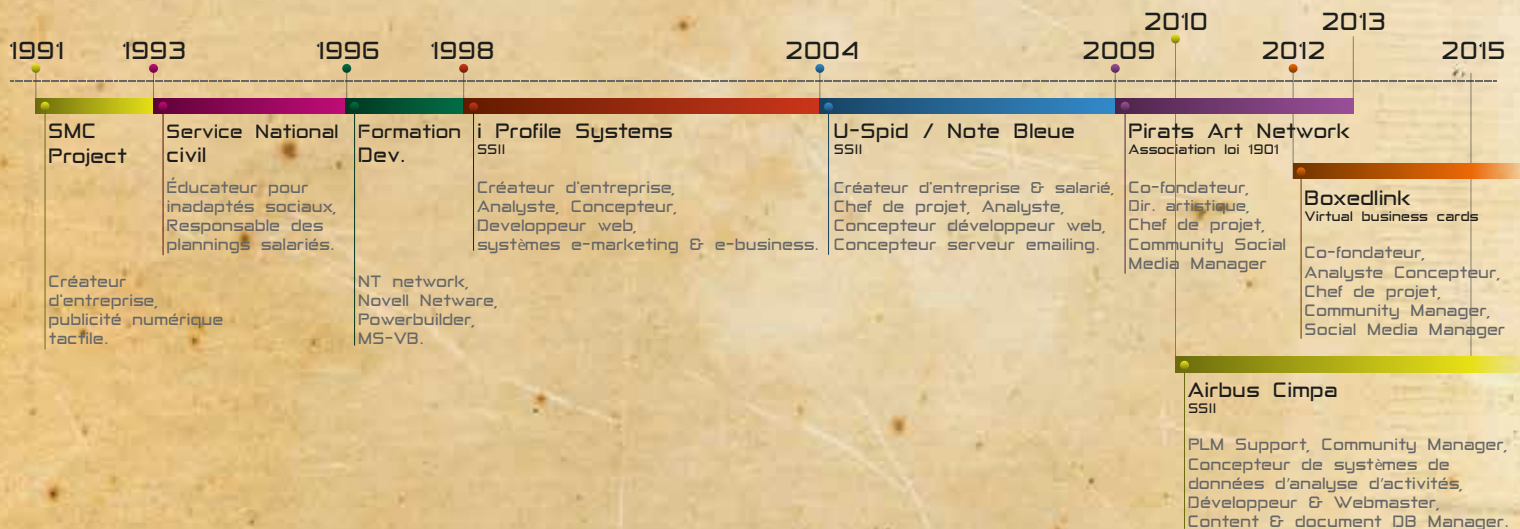 1991 1993 1996 1998 2004 2009 2010 2012 2013 2015
SMC
Project
Créateur
d'entreprise,
publicité numérique
tactile.
Service National
civil
Éducateur pour
inadaptés sociaux,
Responsable des
plannings salariés.
Formation
Dev.
NT network,
Novell Netware,
Powerbuilder,
MS-VB.
i Profile Systems
SSII
Créateur d'entreprise,
Analyste, Concepteur,
Developpeur web,
systèmes e-marketing & e-business.
U-Spid / Note Bleue
SSII
Créateur d'entreprise & salarié,
Chef de projet, Analyste,
Concepteur développeur web,
Concepteur serveur emailing.
Pirats Art Network
Association loi 1901
Co-fondateur,
Dir. artistique,
Chef de projet,
Community Social
Media Manager
Boxedlink
Virtual business cards
Co-fondateur,
Analyste Concepteur,
Chef de projet,
Community Manager,
Social Media Manager
Airbus Cimpa
SSII
PLM Support, Community Manager,
Concepteur de systèmes de
données d'analyse d'activités,
Développeur & Webmaster,
Content & document DB Manager.